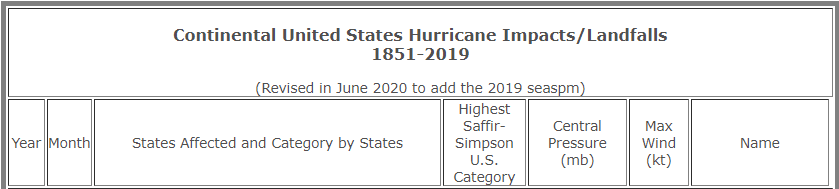 Continental United States Hurricane Impacts/Landfalls
1851-2019
(Revised in June 2020 to add the 2019 seaspm)
Year
Month
States Affected and Category by States
Highest
Saffir-
Simpson
U.S.
Category
Central
Pressure
(mb)
Max
Wind
(kt)
Name